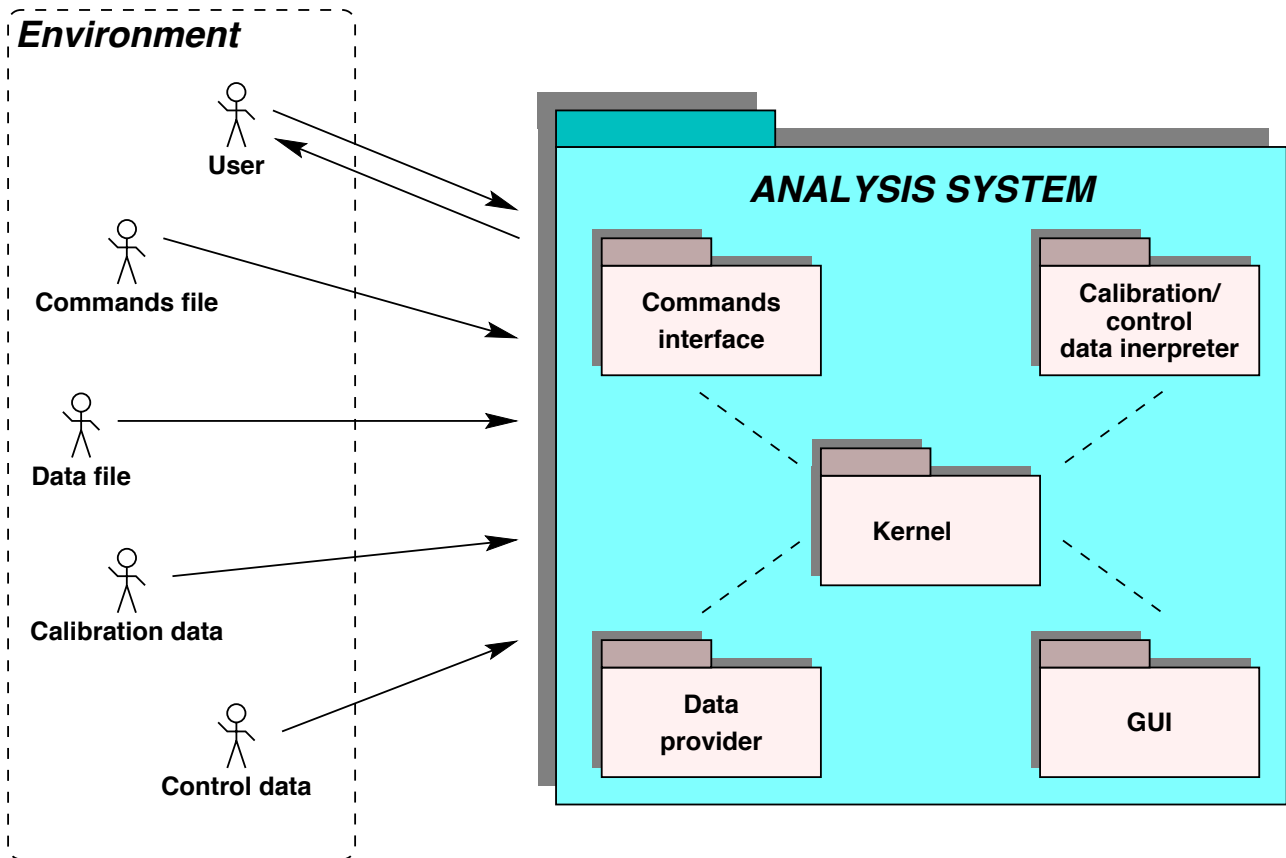 Environment
User
Commands file
Data file
Calibration data
Control data
ANALYSIS SYSTEM
Commands
interface
Calibration/
control
data inerpreter
Kernel
Data
provider
GUI